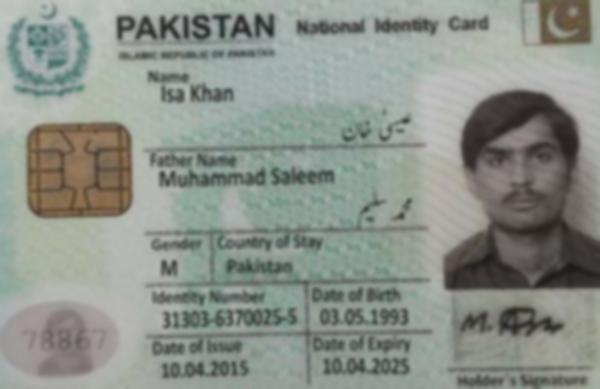 PAKISTAN National Identity Card
ISLAMIC REPUBLIC OF PAKISTAN
Name
Isa Khan
عیسیٰ خان
Father Name
Muhammad Saleem
محمد سلیم
Gender Country of Stay
M Pakistan
Identity Number Date of Birth
31303-6370025-5 03.05.1993
Date of Issue Date of Expiry
10.04.2015 10.04.2025
78867
Holder's Signature